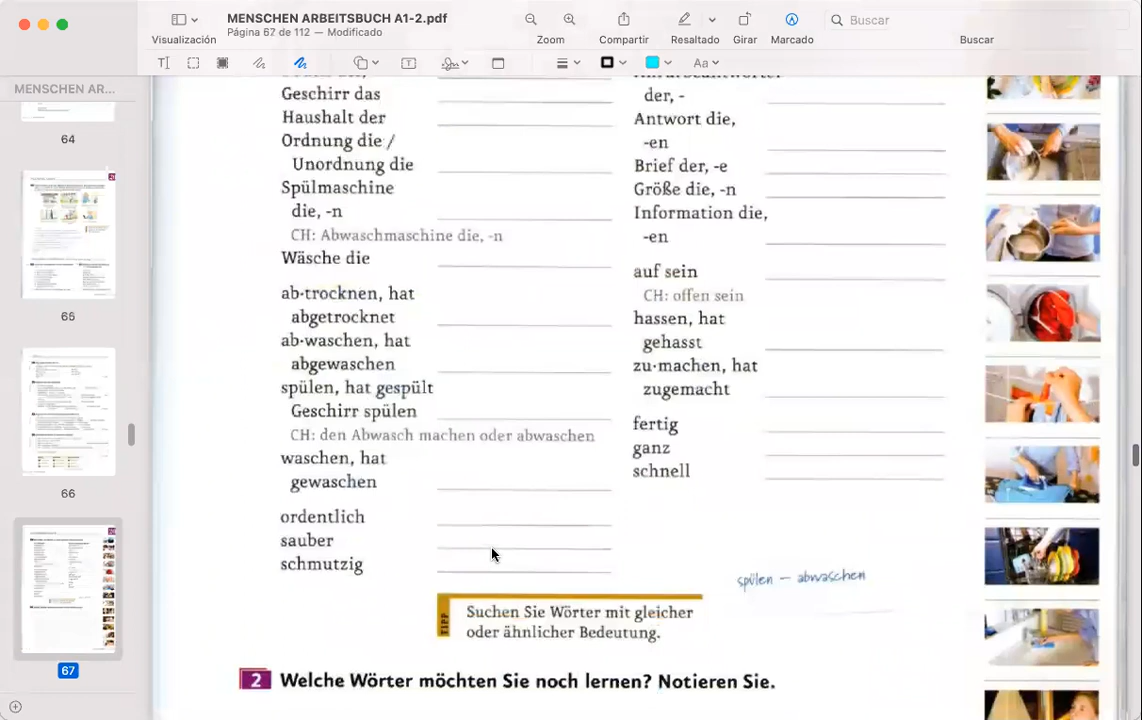 MENSCHEN ARBEITSBUCH A1-2.pdf
Página 67 de 112 — Modificado
Visualización
Zoom
Compartir
Resaltado
Girar
Marcado
Buscar
Buscar
Aa
MENSCHEN AR...
64
65
66
67
Geschirr das
Haushalt der
Ordnung die /
Unordnung die
Spülmaschine
die, -n
CH: Abwaschmaschine die, -n
Wäsche die
ab·trocknen, hat
abgetrocknet
ab·waschen, hat
abgewaschen
spülen, hat gespült
Geschirr spülen
CH: den Abwasch machen oder abwaschen
waschen, hat
gewaschen
ordentlich
sauber
schmutzig
der, -
Antwort die,
-en
Brief der, -e
Größe die, -n
Information die,
-en
auf sein
CH: offen sein
hassen, hat
gehasst
zu·machen, hat
zugemacht
fertig
ganz
schnell
spülen — abwaschen
TIPP
Suchen Sie Wörter mit gleicher
oder ähnlicher Bedeutung.
2 Welche Wörter möchten Sie noch lernen? Notieren Sie.